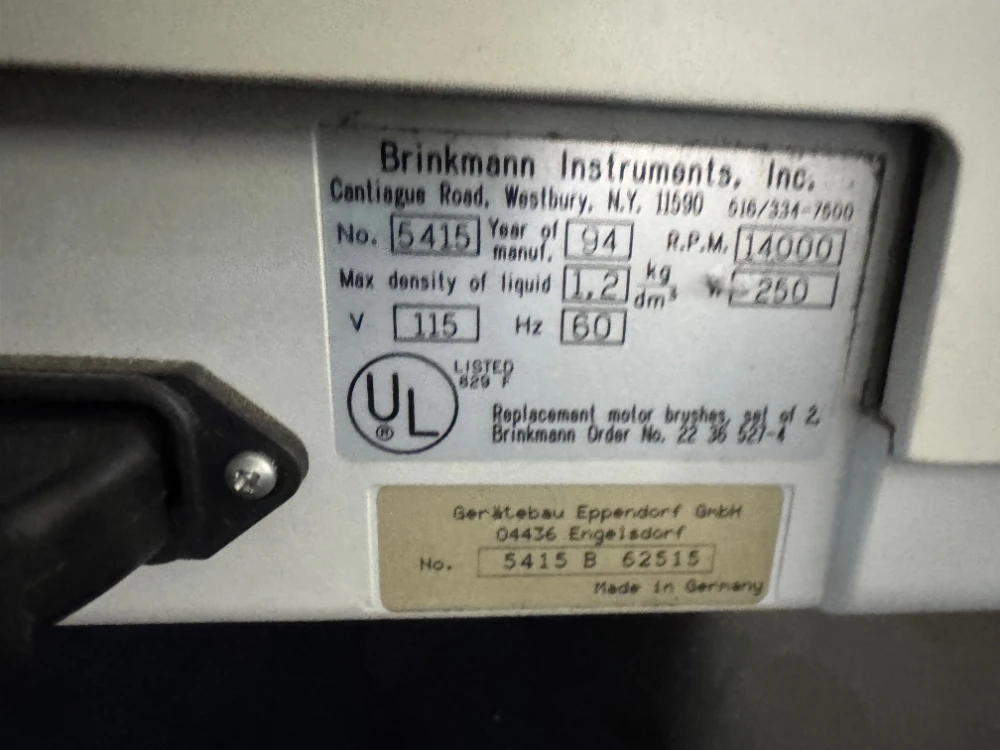 Brinkmann Instruments, Inc.
Cantiague Road, Westbury, N.Y. 11590 516/334-7500
No. 5415 Year of manuf. 94 R.P.M. 14000
Max density of liquid 1,2 kg dm³ W 250
V 115 Hz 60
UL ® LISTED 829 F
Replacement motor brushes, set of 2,
Brinkmann Order No. 22 36 527-4
Gerätebau Eppendorf GmbH
04436 Engelsdorf
No. 5415 B 62515
Made in Germany